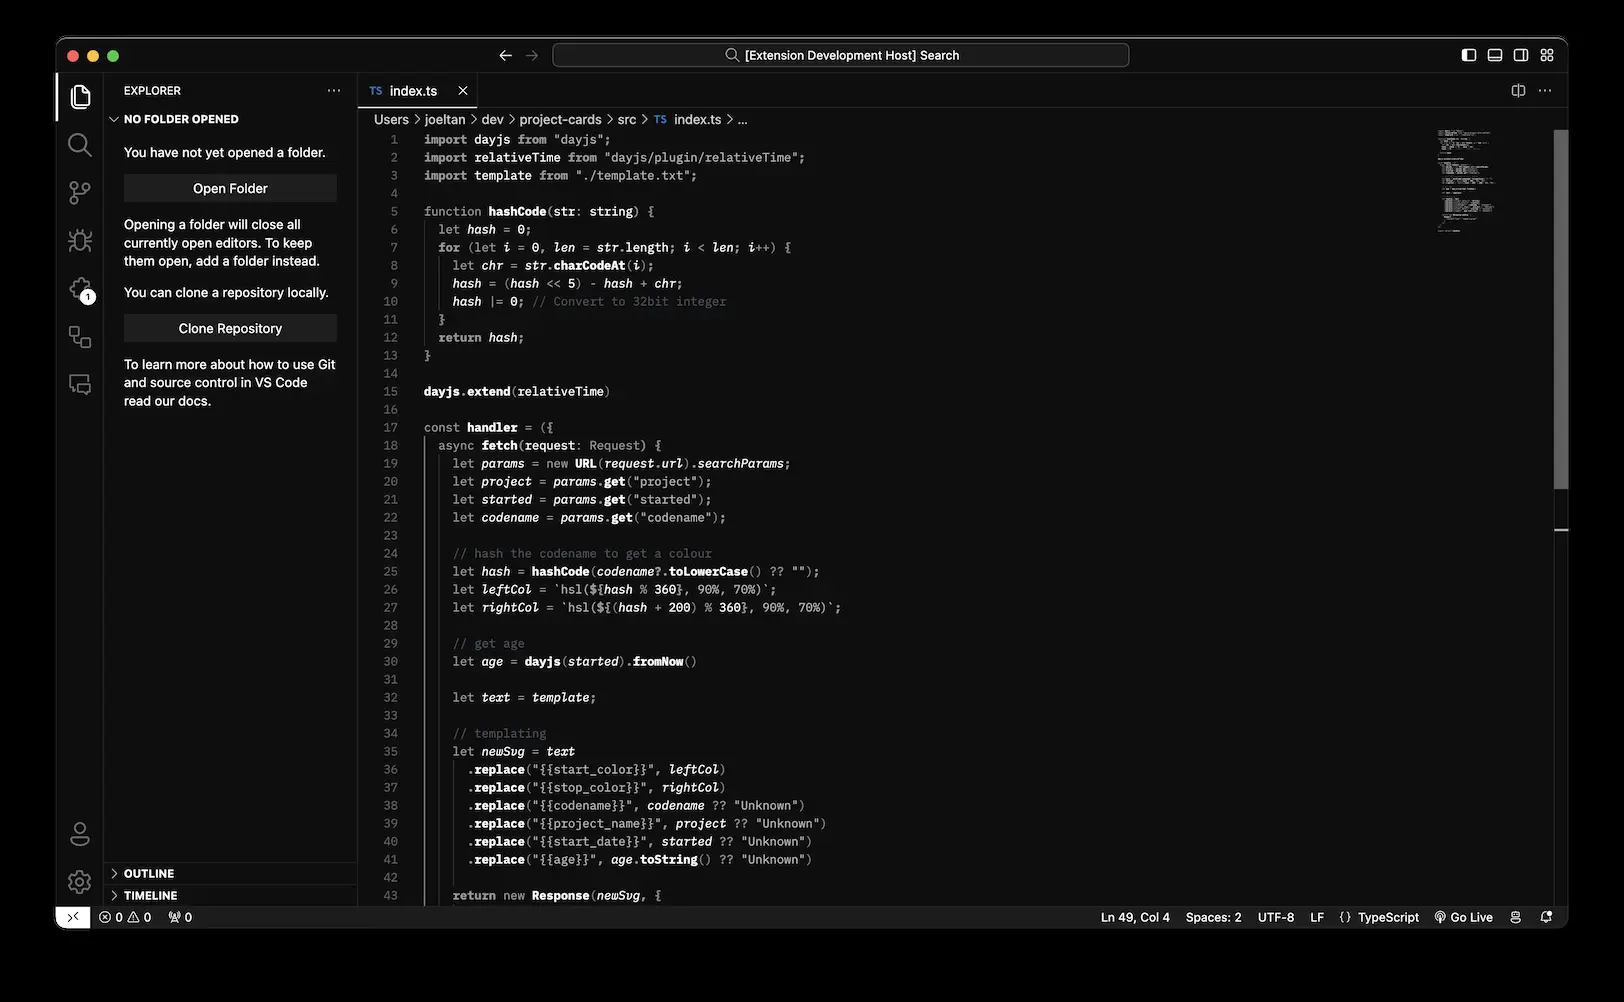 [Extension Development Host] Search
EXPLORER
TS index.ts
NO FOLDER OPENED
You have not yet opened a folder.
Open Folder
Opening a folder will close all
currently open editors. To keep
them open, add a folder instead.
You can clone a repository locally.
Clone Repository
To learn more about how to use Git
and source control in VS Code
read our docs.
1
OUTLINE
TIMELINE
Users > joeltan > dev > project-cards > src > TS index.ts > ...
1 import dayjs from "dayjs";
2 import relativeTime from "dayjs/plugin/relativeTime";
3 import template from "./template.txt";
4
5 function hashCode(str: string) {
6 let hash = 0;
7 for (let i = 0, len = str.length; i < len; i++) {
8 let chr = str.charCodeAt(i);
9 hash = (hash << 5) - hash + chr;
10 hash |= 0; // Convert to 32bit integer
11 }
12 return hash;
13 }
14
15 dayjs.extend(relativeTime)
16
17 const handler = ({
18 async fetch(request: Request) {
19 let params = new URL(request.url).searchParams;
20 let project = params.get("project");
21 let started = params.get("started");
22 let codename = params.get("codename");
23
24 // hash the codename to get a colour
25 let hash = hashCode(codename?.toLowerCase() ?? "");
26 let leftCol = `hsl(${hash % 360}, 90%, 70%)`;
27 let rightCol = `hsl(${(hash + 200) % 360}, 90%, 70%)`;
28
29 // get age
30 let age = dayjs(started).fromNow()
31
32 let text = template;
33
34 // templating
35 let newSvg = text
36 .replace("{{start_color}}", leftCol)
37 .replace("{{stop_color}}", rightCol)
38 .replace("{{codename}}", codename ?? "Unknown")
39 .replace("{{project_name}}", project ?? "Unknown")
40 .replace("{{start_date}}", started ?? "Unknown")
41 .replace("{{age}}", age.toString() ?? "Unknown")
42
43 return new Response(newSvg, {
0 0 0 Ln 49, Col 4 Spaces: 2 UTF-8 LF {} TypeScript Go Live